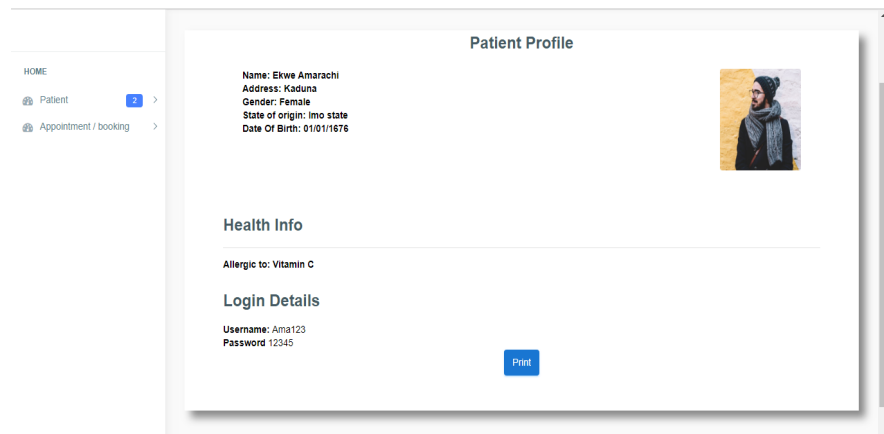 Patient Profile
HOME
Patient 2
Appointment / booking
Name: Ekwe Amarachi
Address: Kaduna
Gender: Female
State of origin: Imo state
Date Of Birth: 01/01/1676
Health Info
Allergic to: Vitamin C
Login Details
Username: Ama123
Password 12345
Print